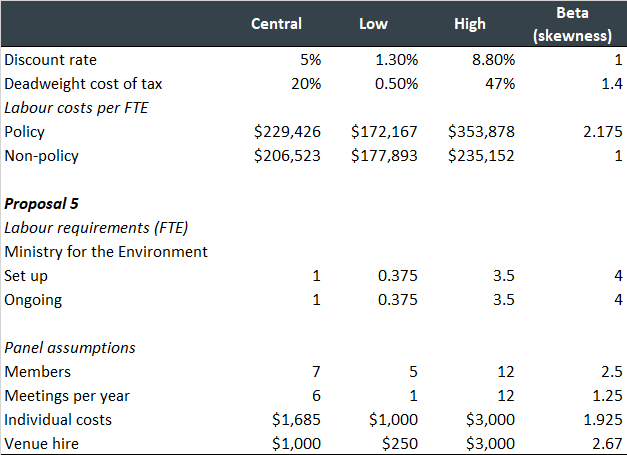 Central Low High Beta (skewness)
Discount rate 5% 1.30% 8.80% 1
Deadweight cost of tax 20% 0.50% 47% 1.4
Labour costs per FTE
Policy $229,426 $172,167 $353,878 2.175
Non-policy $206,523 $177,893 $235,152 1
Proposal 5
Labour requirements (FTE)
Ministry for the Environment
Set up 1 0.375 3.5 4
Ongoing 1 0.375 3.5 4
Panel assumptions
Members 7 5 12 2.5
Meetings per year 6 1 12 1.25
Individual costs $1,685 $1,000 $3,000 1.925
Venue hire $1,000 $250 $3,000 2.67